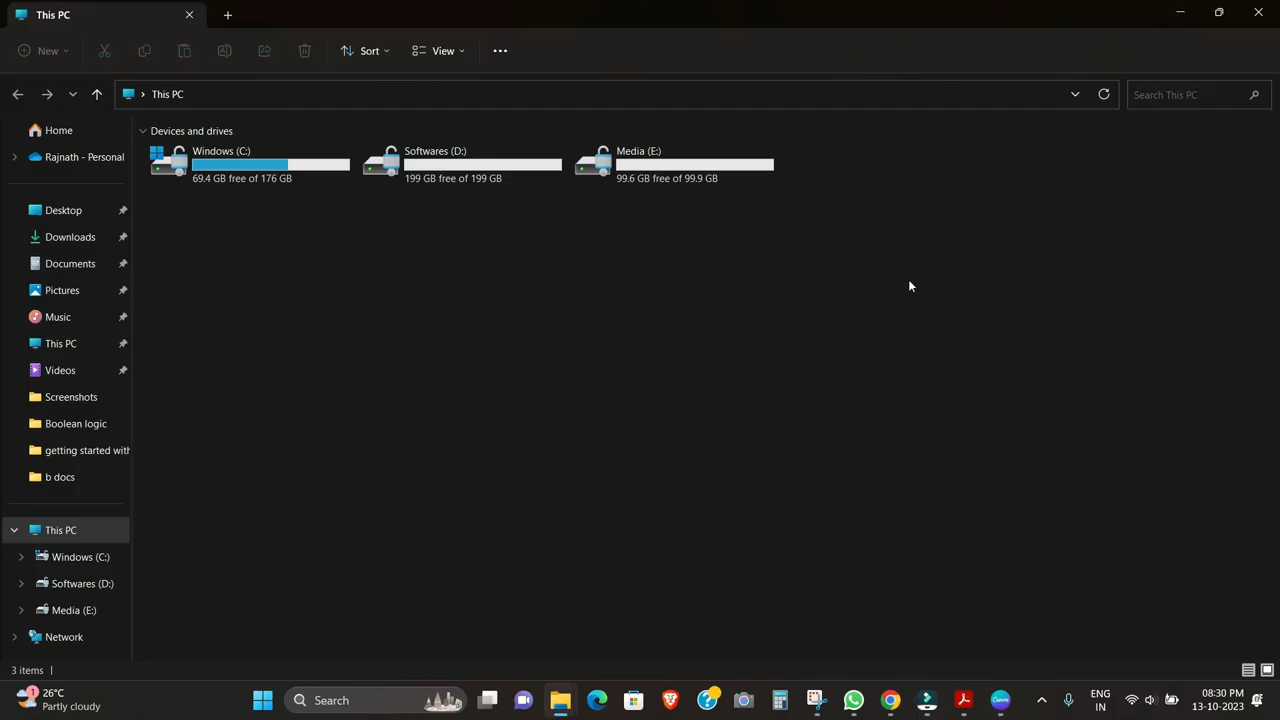 This PC
New
Sort
View
This PC
Search This PC
Home
Rajnath - Personal
Desktop
Downloads
Documents
Pictures
Music
This PC
Videos
Screenshots
Boolean logic
getting started with
b docs
This PC
Windows (C:)
Softwares (D:)
Media (E:)
Network
Devices and drives
Windows (C:)
69.4 GB free of 176 GB
Softwares (D:)
199 GB free of 199 GB
Media (E:)
99.6 GB free of 99.9 GB
3 items
1
26°C
Partly cloudy
Search
Canva
ENG
IN
08:30 PM
13-10-2023